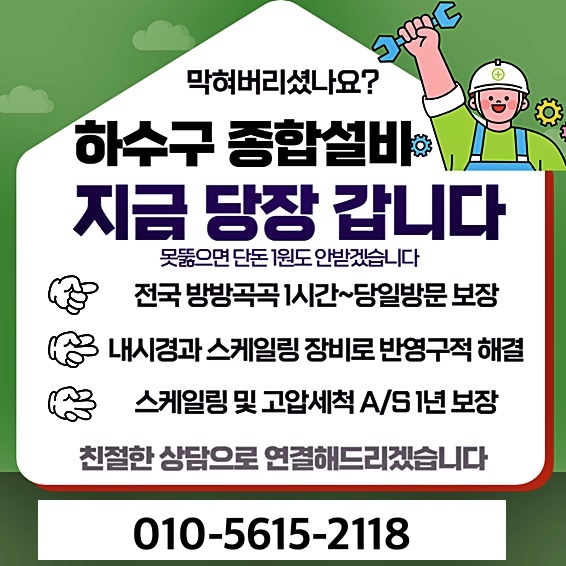 막혀버리셨나요?
하수구 종합설비
지금 당장 갑니다
못뚫으면 단돈 1원도 안받겠습니다
전국 방방곡곡 1시간~당일방문 보장
내시경과 스케일링 장비로 반영구적 해결
스케일링 및 고압세척 A/S 1년 보장
친절한 상담으로 연결해드리겠습니다
010-5615-2118